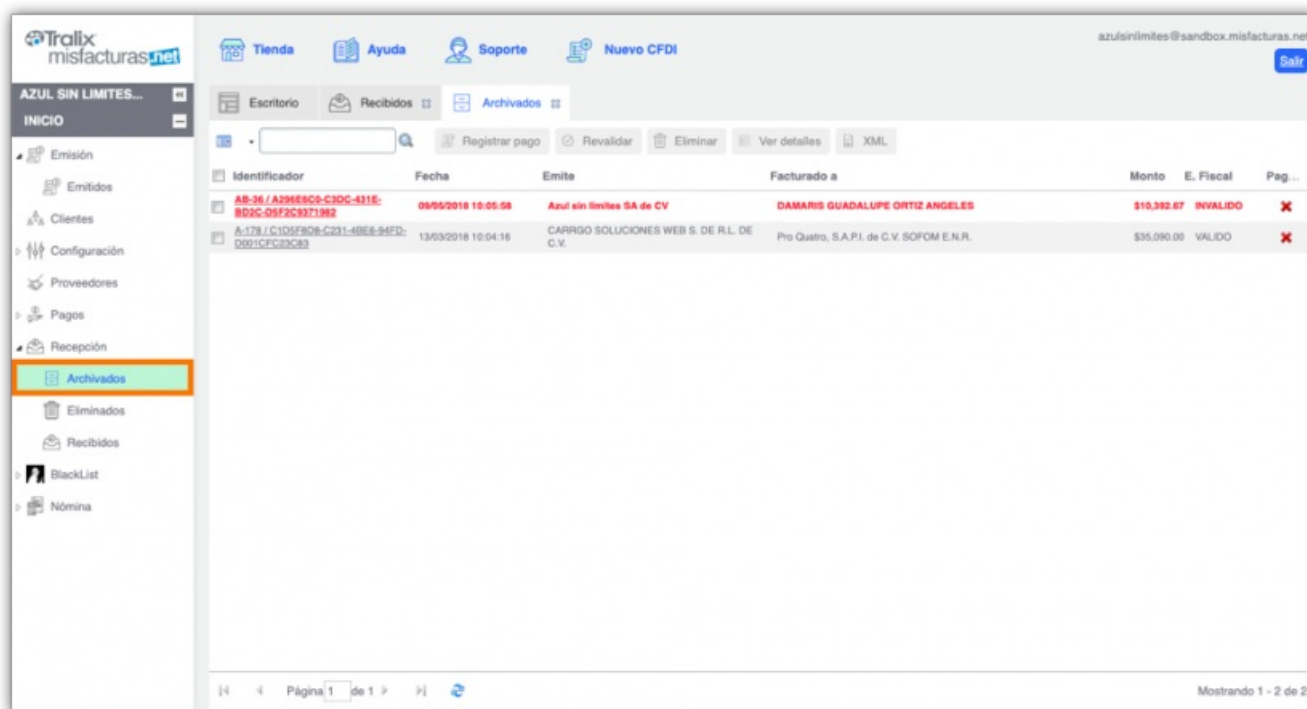 Tralix
misfacturas.net
Tienda
Ayuda
Soporte
Nuevo CFDI
azulsinlimites@sandbox.misfacturas.net
Salir
AZUL SIN LIMITES...
INICIO
Emisión
Emitidos
Clientes
Configuración
Proveedores
Pagos
Recepción
Archivados
Eliminados
Recibidos
BlackList
Nómina
Escritorio
Recibidos
Archivados
Registrar pago
Revalidar
Eliminar
Ver detalles
XML
Identificador Fecha Emite Facturado a Monto E. Fiscal Pag...
AB-36 / A296E6C0-C3DC-431E-
BD2C-D5F2C9371982
09/05/2018 10:05:58
Azul sin limites SA de CV
DAMARIS GUADALUPE ORTIZ ANGELES
$10,392.67 INVALIDO
A-178 / C1D5F8D8-C231-4BE6-94FD-
D001CFC23C83
13/03/2018 10:04:16
CARRGO SOLUCIONES WEB S. DE R.L. DE
C.V.
Pro Quatro, S.A.P.I. de C.V. SOFOM E.N.R.
$35,090.00 VALIDO
Página 1 de 1
Mostrando 1 - 2 de 2